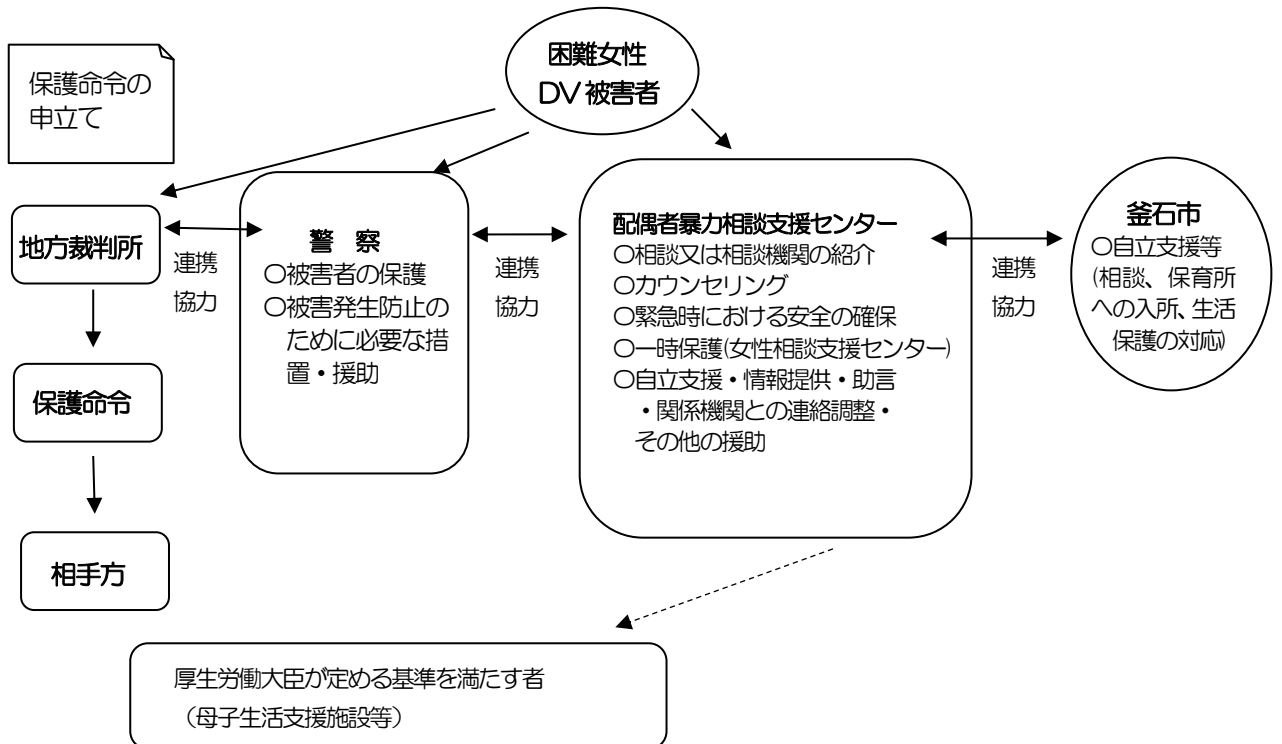 困難女性
DV被害者
保護命令の
申立て
地方裁判所
連携
協力
警　察
○被害者の保護
○被害発生防止の
ために必要な措
置・援助
連携
協力
配偶者暴力相談支援センター
○相談又は相談機関の紹介
○カウンセリング
○緊急時における安全の確保
○一時保護(女性相談支援センター)
○自立支援・情報提供・助言
・関係機関との連絡調整・
その他の援助
連携
協力
釜石市
○自立支援等
(相談、保育所
への入所、生活
保護の対応)
保護命令
相手方
厚生労働大臣が定める基準を満たす者
（母子生活支援施設等）